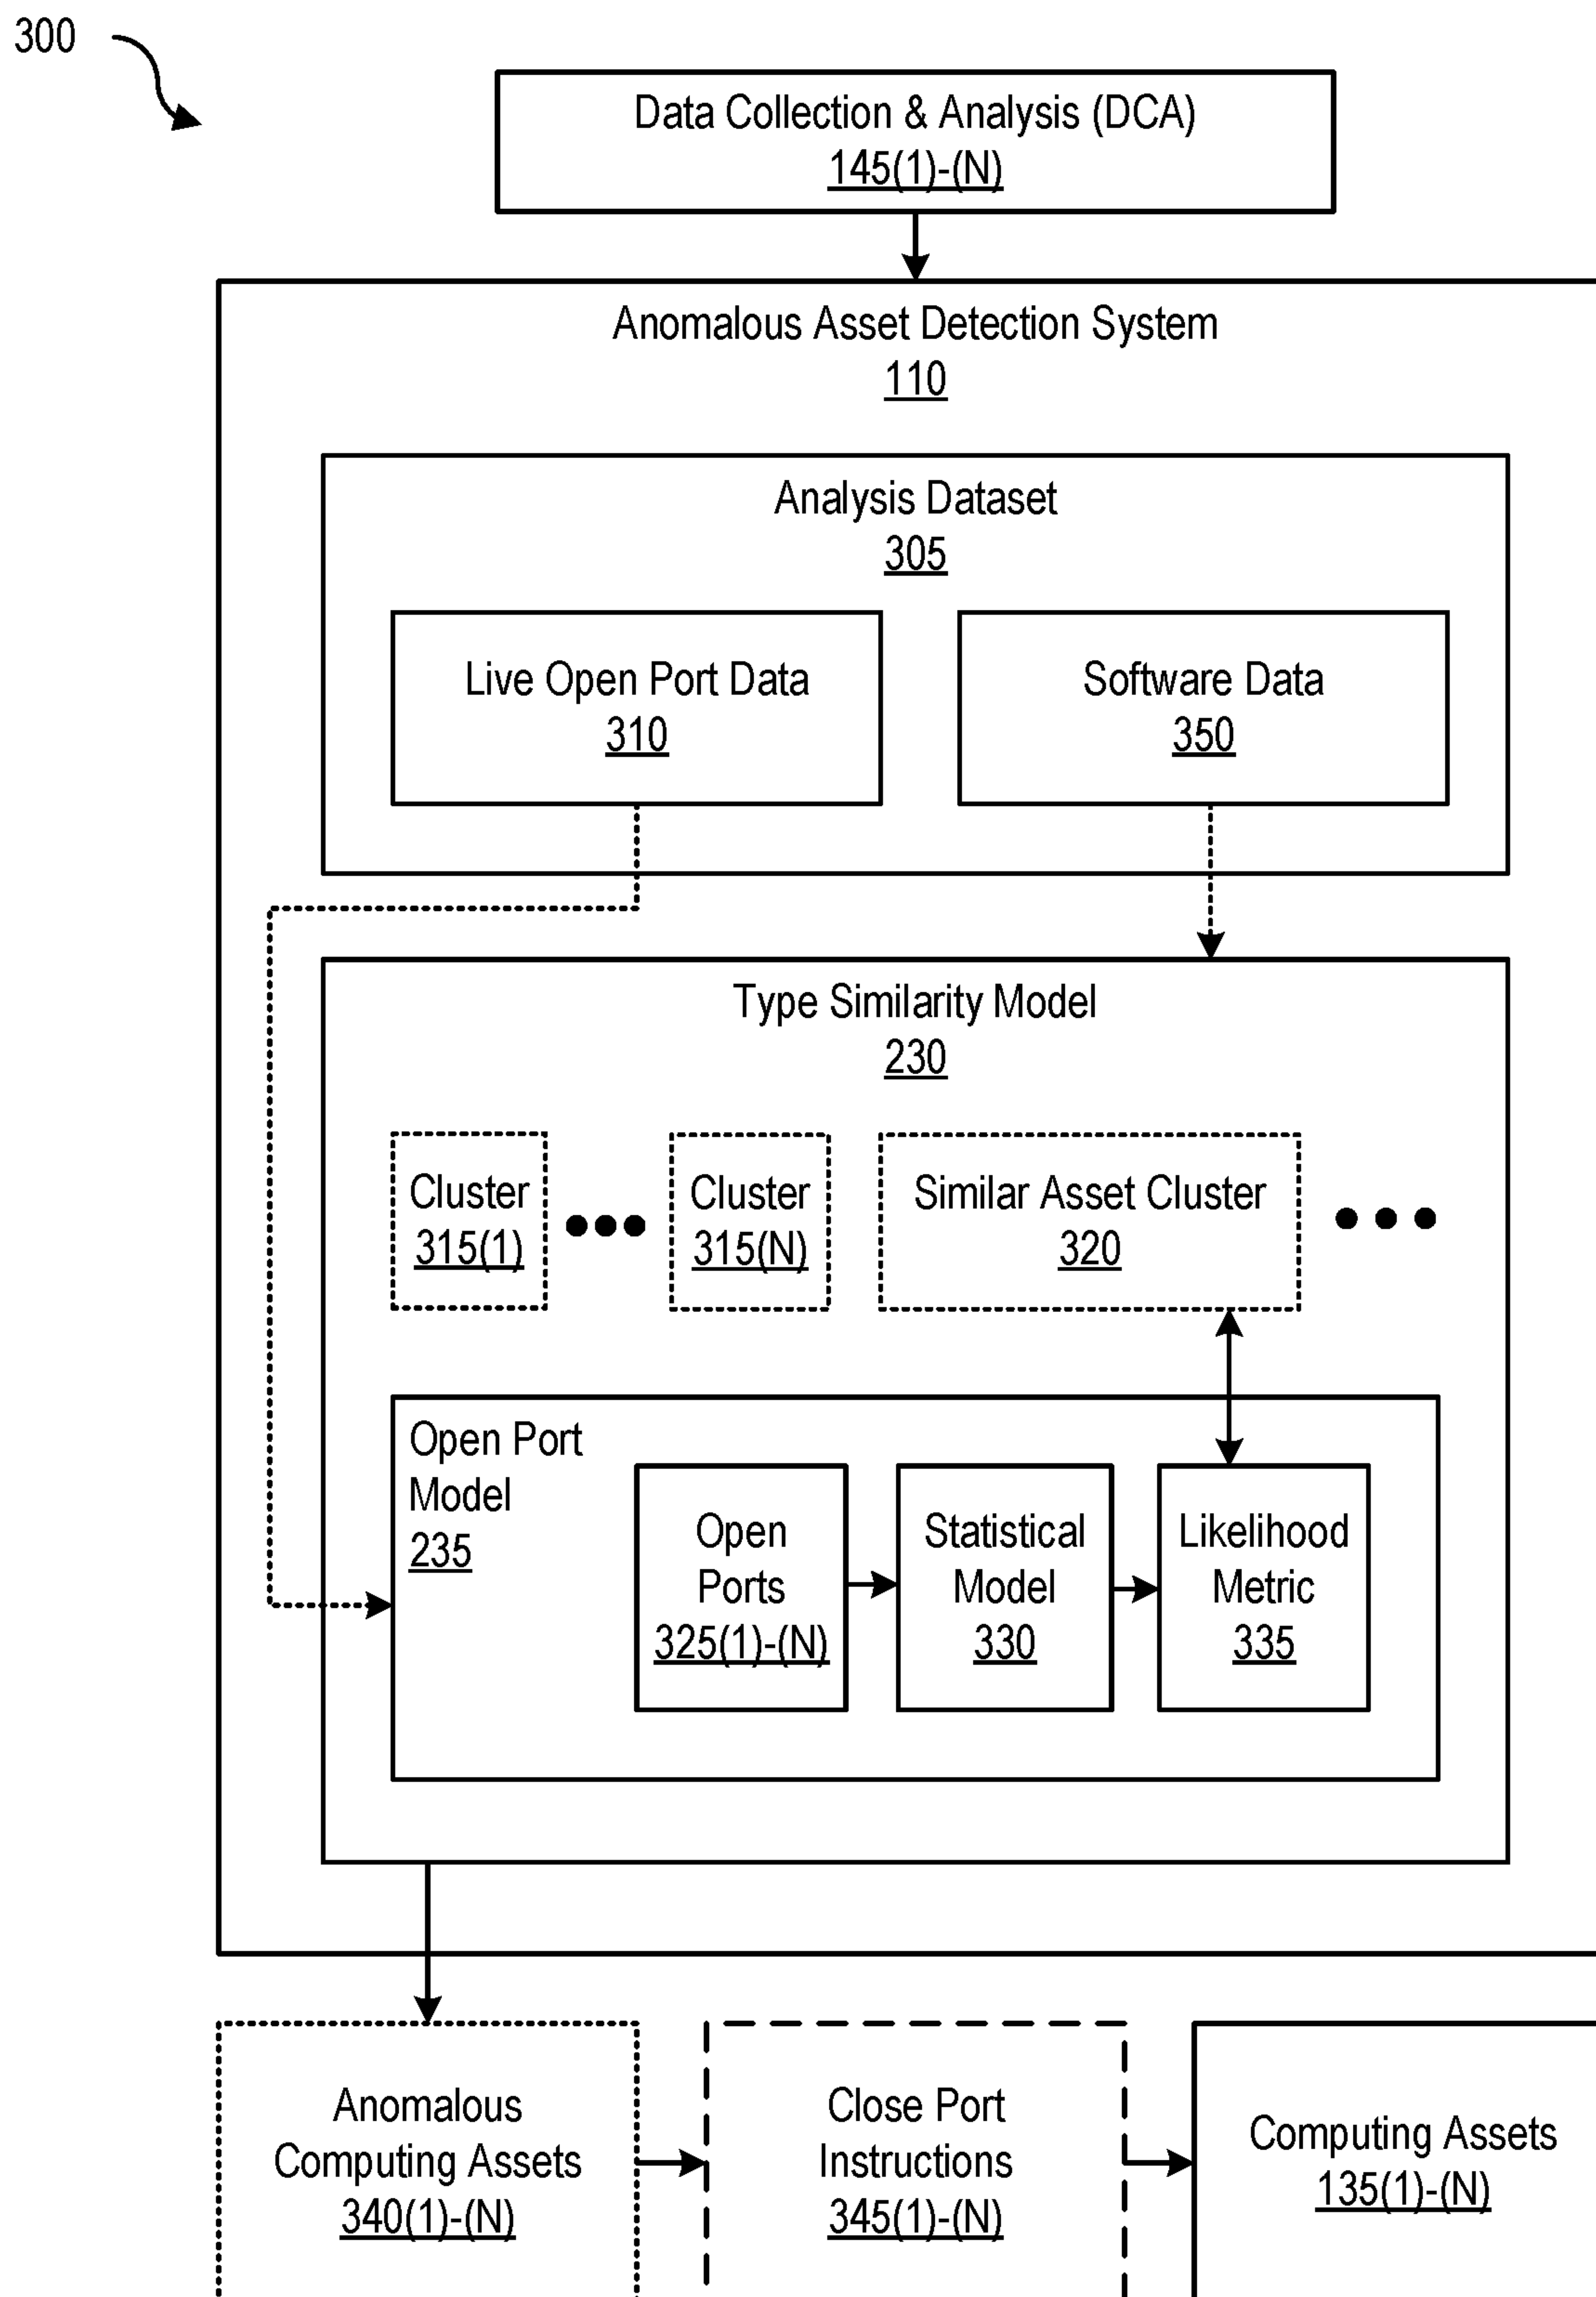 300
Data Collection & Analysis (DCA)
145(1)-(N)
Anomalous Asset Detection System
110
Analysis Dataset
305
Live Open Port Data
310
Software Data
350
Type Similarity Model
230
Cluster
315(1)
Cluster
315(N)
Similar Asset Cluster
320
Open Port
Model
235
Open
Ports
325(1)-(N)
Statistical
Model
330
Likelihood
Metric
335
Anomalous
Computing Assets
340(1)-(N)
Close Port
Instructions
345(1)-(N)
Computing Assets
135(1)-(N)